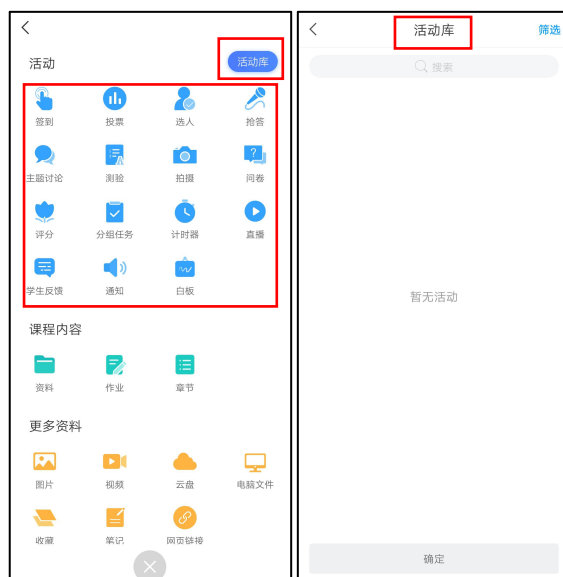 活动
活动库
签到 投票 选人 抢答
主题讨论 测验 拍摄 问卷
评分 分组任务 计时器 直播
学生反馈 通知 白板
课程内容
资料 作业 章节
更多资料
图片 视频 云盘 电脑文件
收藏 笔记 网页链接
活动库
筛选
搜索
暂无活动
确定